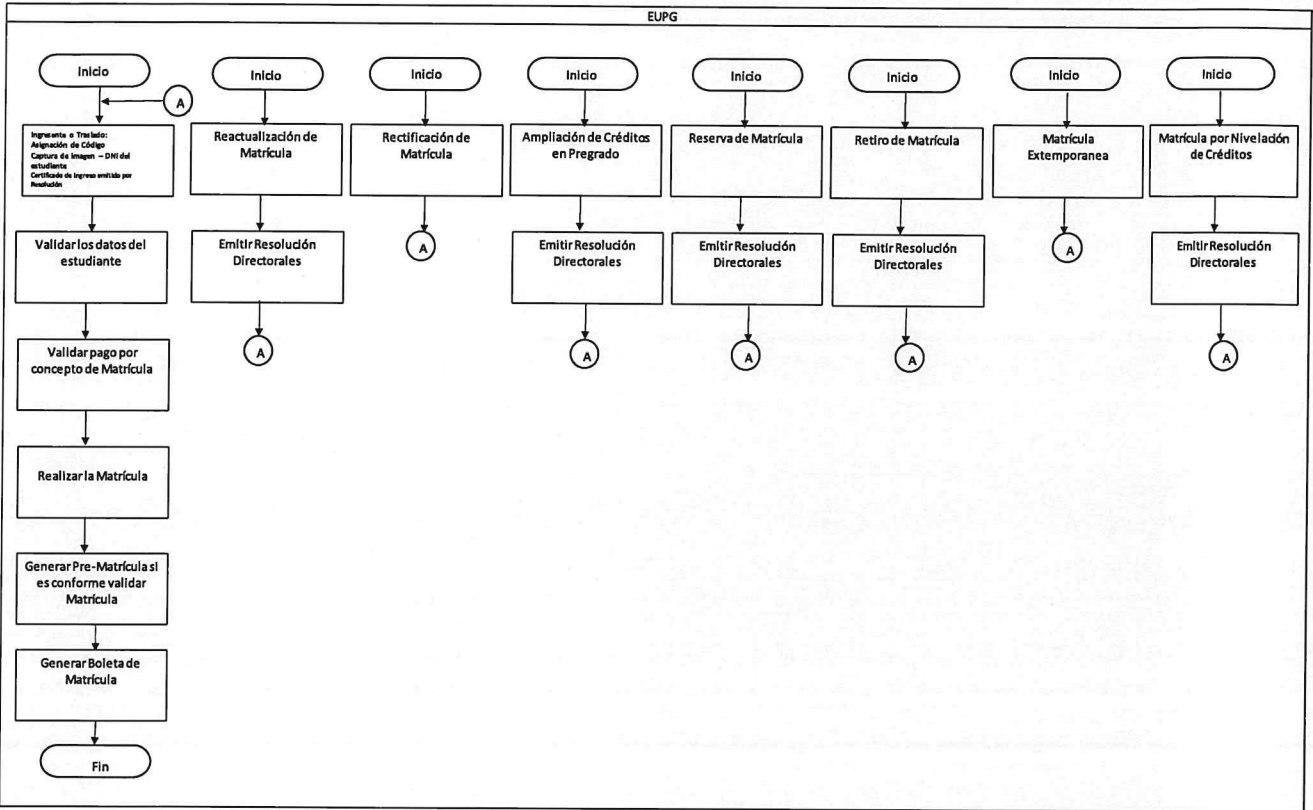 EUPG
Inicio
A
Ingresante o Traslado:
Asignación de Código
Captura de Imagen – DNI del
estudiante
Certificado de Ingreso emitido por
Resolución
Validar los datos del
estudiante
Validar pago por
concepto de Matrícula
Realizar la Matrícula
Generar Pre-Matrícula si
es conforme validar
Matrícula
Generar Boleta de
Matrícula
Fin
Inicio
Reactualización de
Matrícula
Emitir Resolución
Directorales
A
Inicio
Rectificación de
Matrícula
A
Inicio
Ampliación de Créditos
en Pregrado
Emitir Resolución
Directorales
A
Inicio
Reserva de Matrícula
Emitir Resolución
Directorales
A
Inicio
Retiro de Matrícula
Emitir Resolución
Directorales
A
Inicio
Matrícula
Extemporanea
A
Inicio
Matrícula por Nivelación
de Créditos
Emitir Resolución
Directorales
A